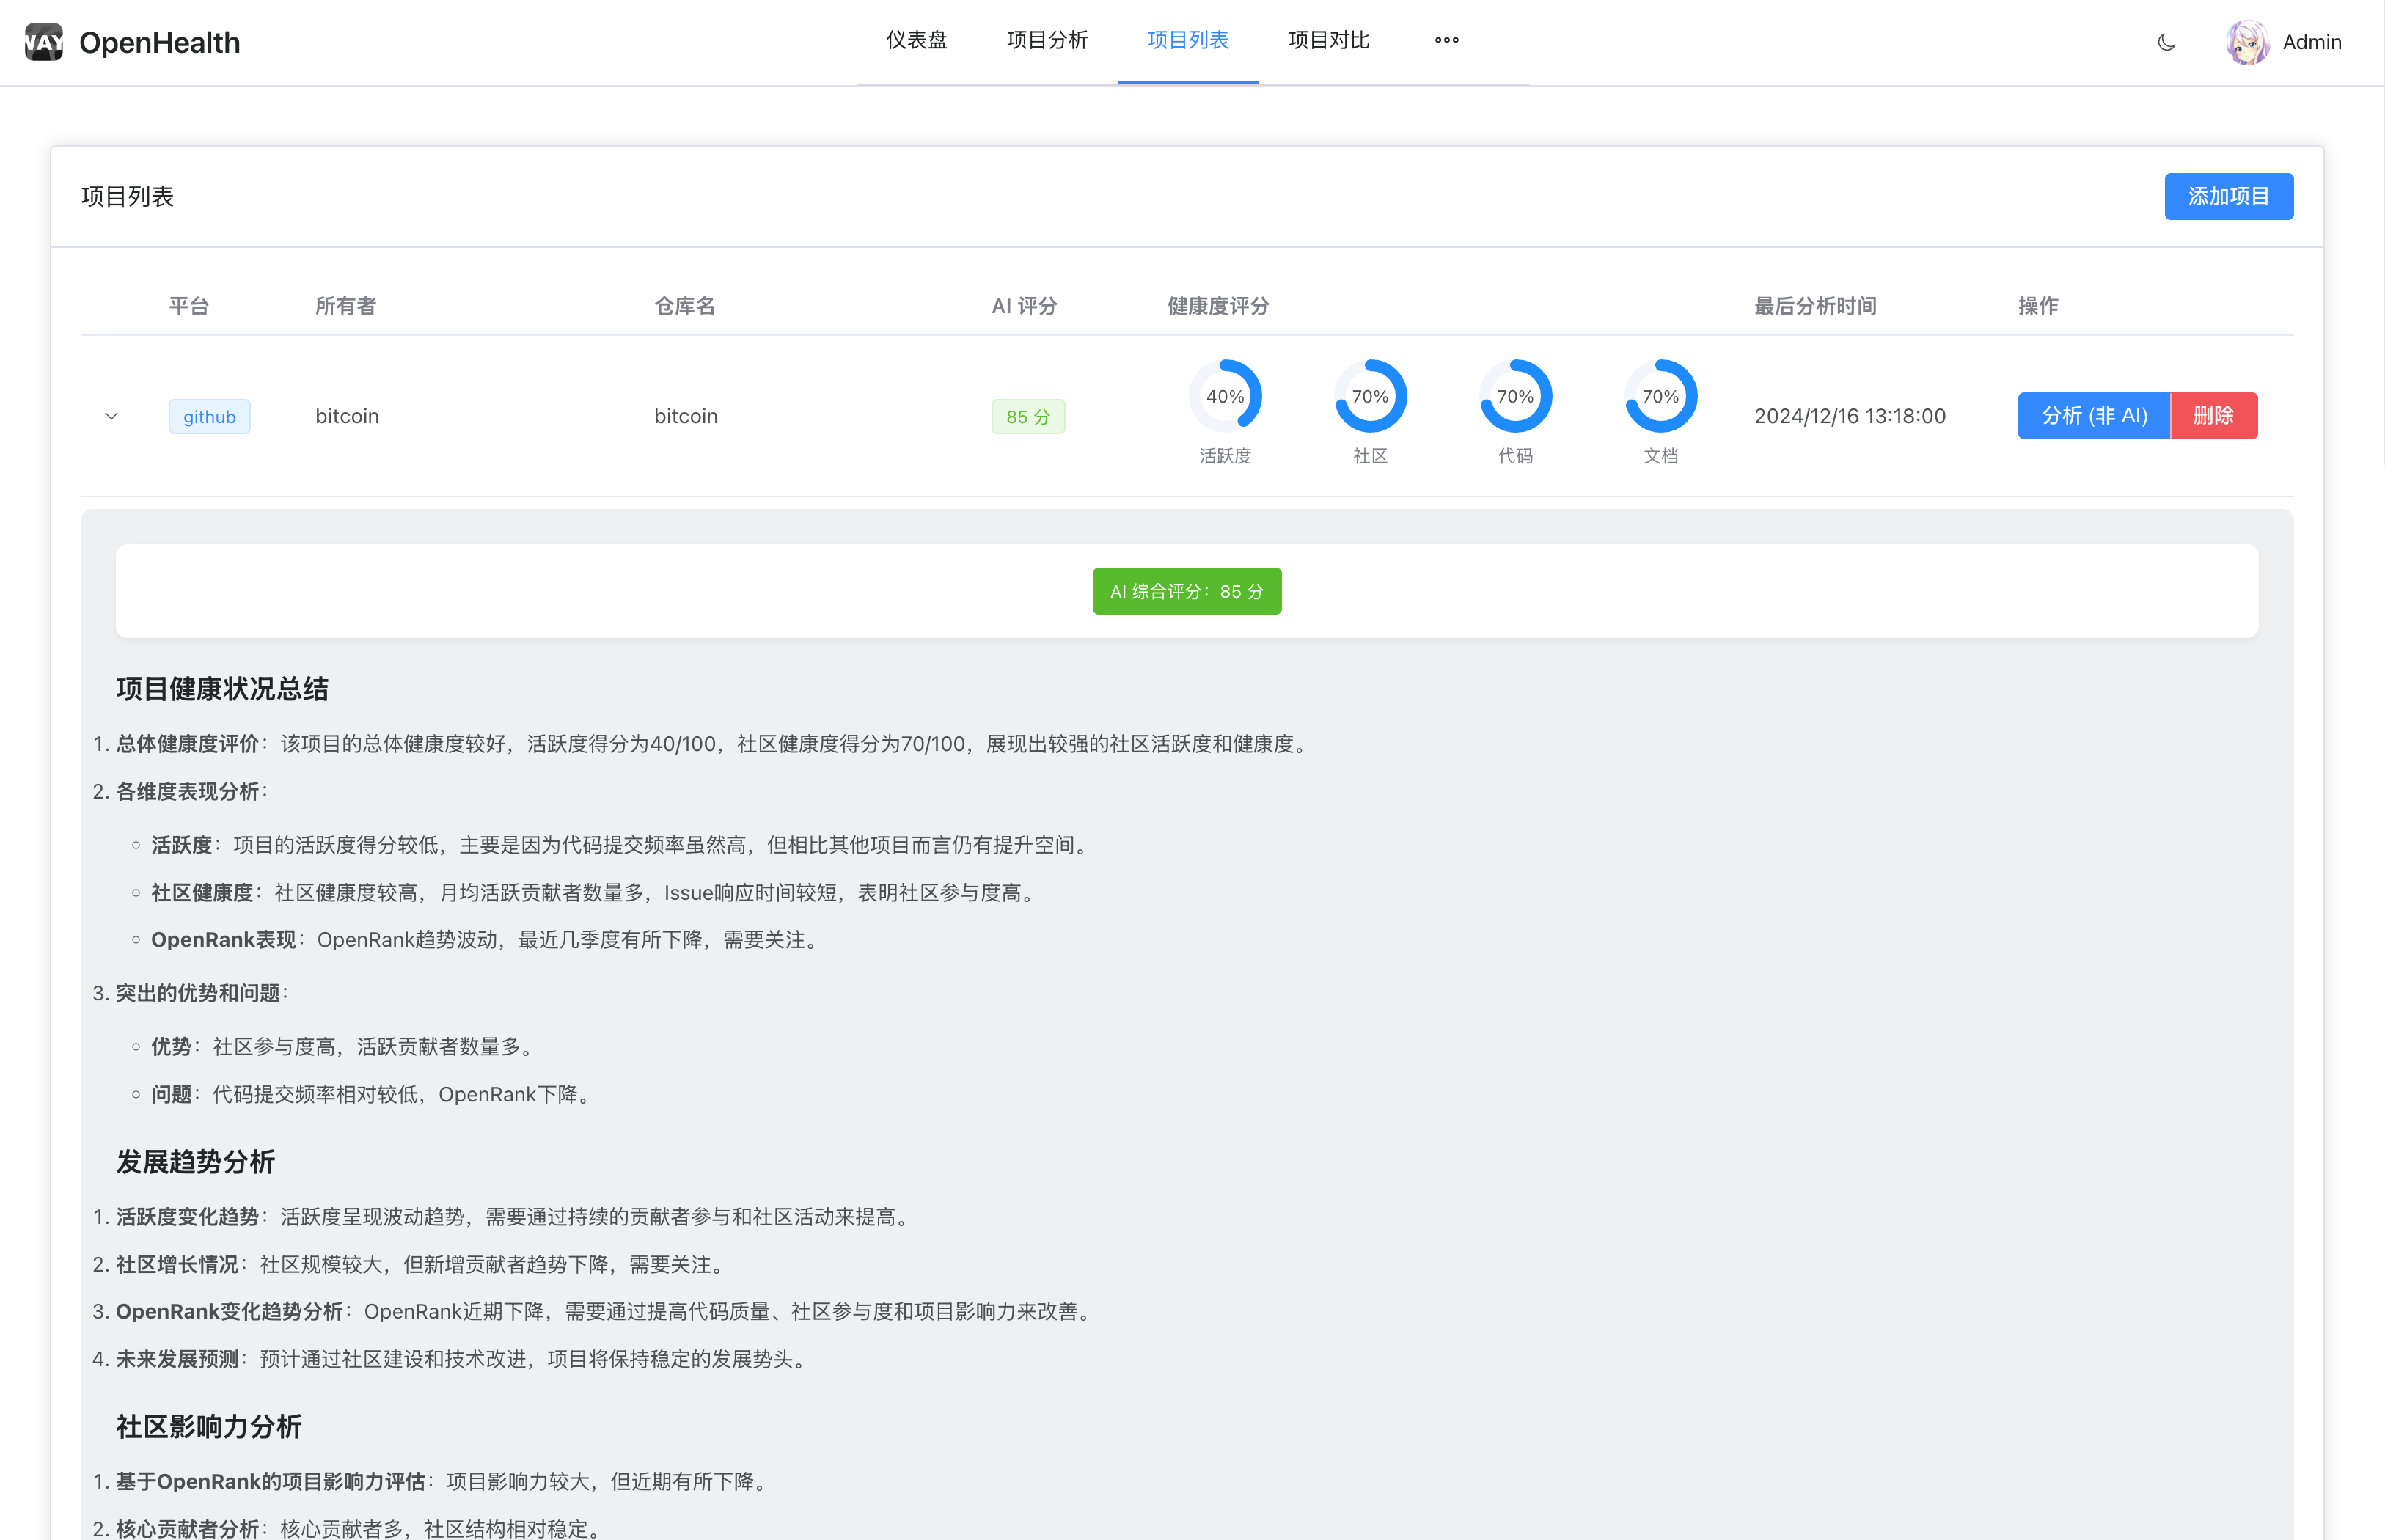 WAY OpenHealth 仪表盘 项目分析 项目列表 项目对比 ••• Admin
项目列表 添加项目
平台 所有者 仓库名 AI 评分 健康度评分 最后分析时间 操作
github bitcoin bitcoin 85 分 40% 70% 70% 70% 2024/12/16 13:18:00 分析 (非 AI) 删除
活跃度 社区 代码 文档
AI 综合评分：85 分
项目健康状况总结
1. 总体健康度评价：该项目的总体健康度较好，活跃度得分为40/100，社区健康度得分为70/100，展现出较强的社区活跃度和健康度。
2. 各维度表现分析：
活跃度：项目的活跃度得分较低，主要是因为代码提交频率虽然高，但相比其他项目而言仍有提升空间。
社区健康度：社区健康度较高，月均活跃贡献者数量多，Issue响应时间较短，表明社区参与度高。
OpenRank表现：OpenRank趋势波动，最近几季度有所下降，需要关注。
3. 突出的优势和问题：
优势：社区参与度高，活跃贡献者数量多。
问题：代码提交频率相对较低，OpenRank下降。
发展趋势分析
1. 活跃度变化趋势：活跃度呈现波动趋势，需要通过持续的贡献者参与和社区活动来提高。
2. 社区增长情况：社区规模较大，但新增贡献者趋势下降，需要关注。
3. OpenRank变化趋势分析：OpenRank近期下降，需要通过提高代码质量、社区参与度和项目影响力来改善。
4. 未来发展预测：预计通过社区建设和技术改进，项目将保持稳定的发展势头。
社区影响力分析
1. 基于OpenRank的项目影响力评估：项目影响力较大，但近期有所下降。
2. 核心贡献者分析：核心贡献者多，社区结构相对稳定。